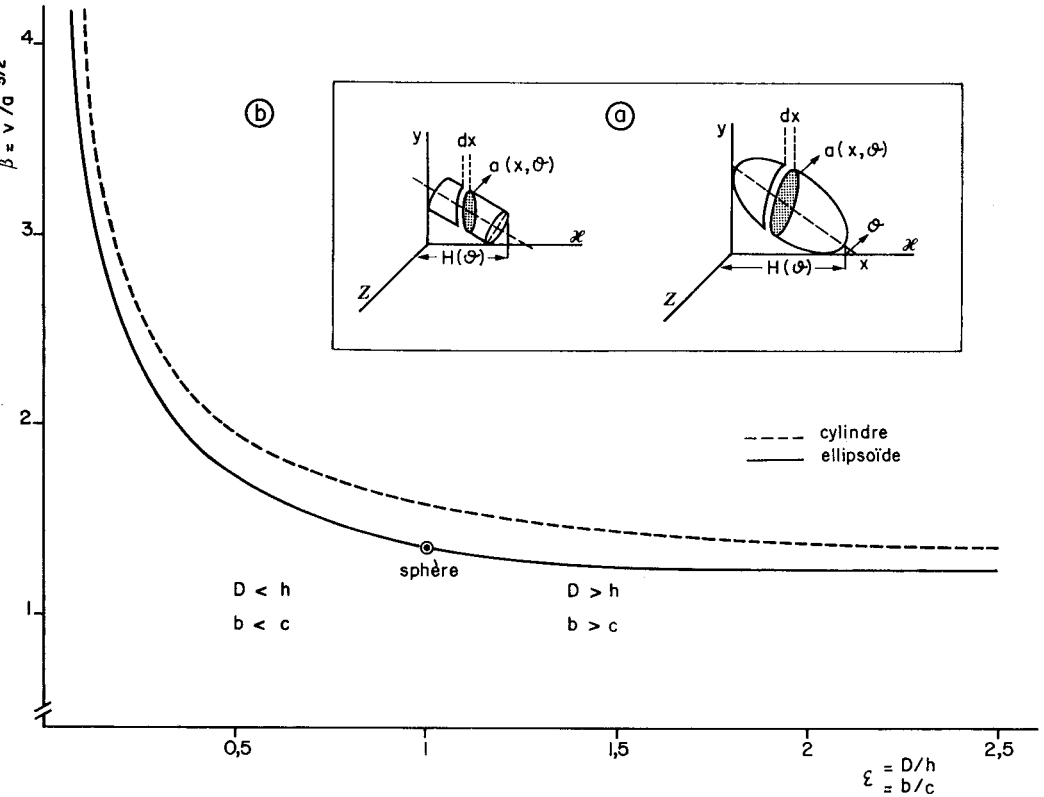 β = v/a 3/2
4
3
2
1
b
y
dx
a(x,θ)
x
H(θ)
Z
a
y
dx
a(x,θ)
θ
x
H(θ)
x
Z
cylindre
ellipsoïde
sphère
D < h
D > h
b < c
b > c
0,5
1
1,5
2
2,5
ε = D/h
= b/c